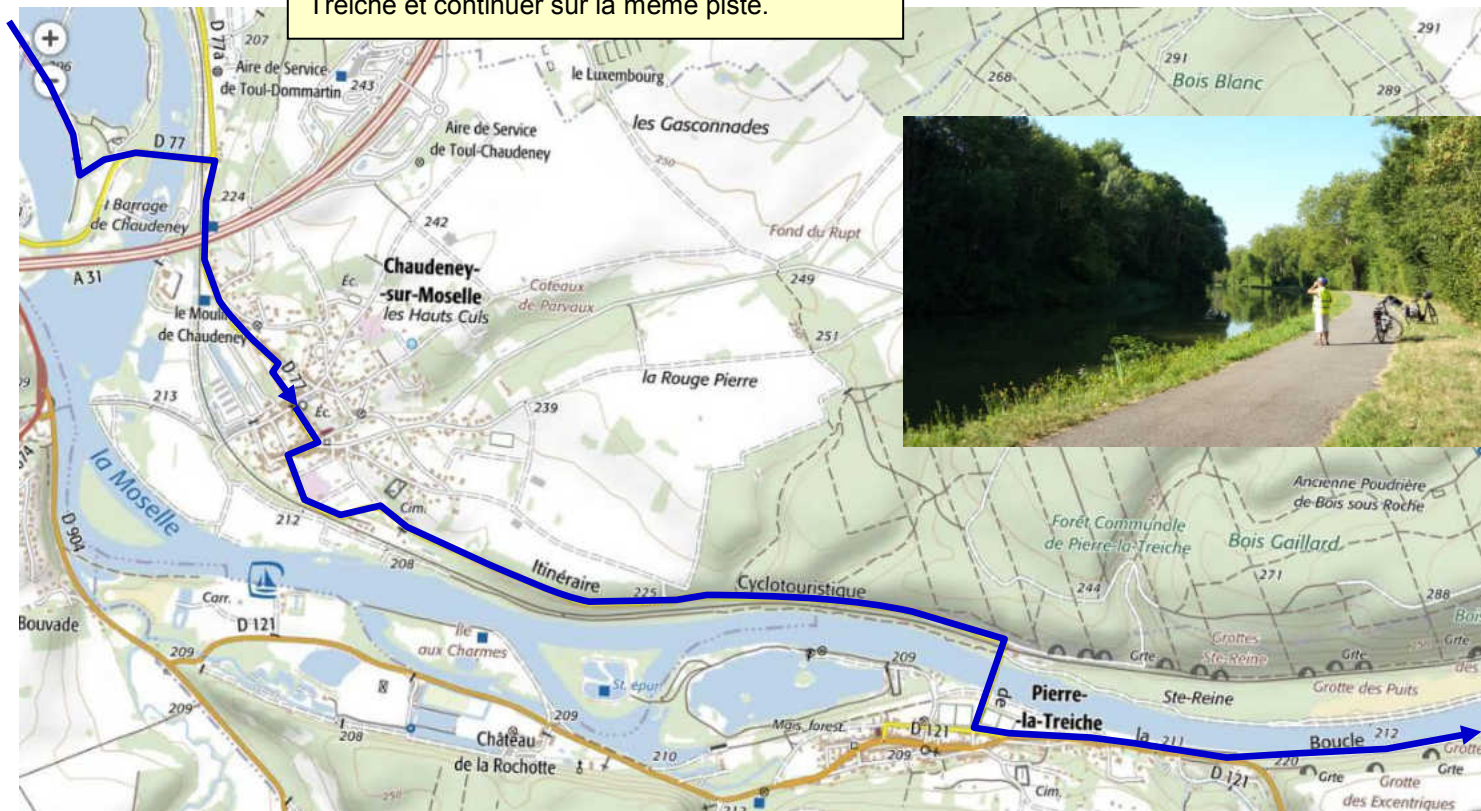 Treiche et continuer sur la même piste.
D 77a
207
Aire de Service
de Toul-Dommartin
243
le Luxembourg
291
291
268
Bois Blanc
289
Aire de Service
de Toul-Chaudeney
les Gasconnades
250
D 77
224
Barrage
de Chaudeney
A 31
242
Fond du Rupt
249
Chaudeney-
-sur-Moselle
les Hauts Culs
Éc.
Coteaux
de Parvaux
le Moulin
de Chaudeney
251
D 77
la Rouge Pierre
213
Éc.
239
la Moselle
Cim.
212
D 904
208
Ancienne Poudrière
de Bois sous Roche
Forêt Communale
de Pierre-la-Treiche
Bois Gaillard
271
244
288
Itinéraire
225
Cyclotouristique
Carr.
Bouvade
D 121
Ile
aux Charmes
209
209
Grottes
Ste-Reine
Grte
Grte
Grte
Grte
St. épur.
Pierre-
-la-Treiche
Ste-Reine
Grotte des Puits
209
208
209
Mais. forest.
D 121
de
la
211
Boucle
212
Château
de la Rochotte
210
209
220
D 121
Grte
Grte
Grotte
des Excentriques
Cim.
250
212